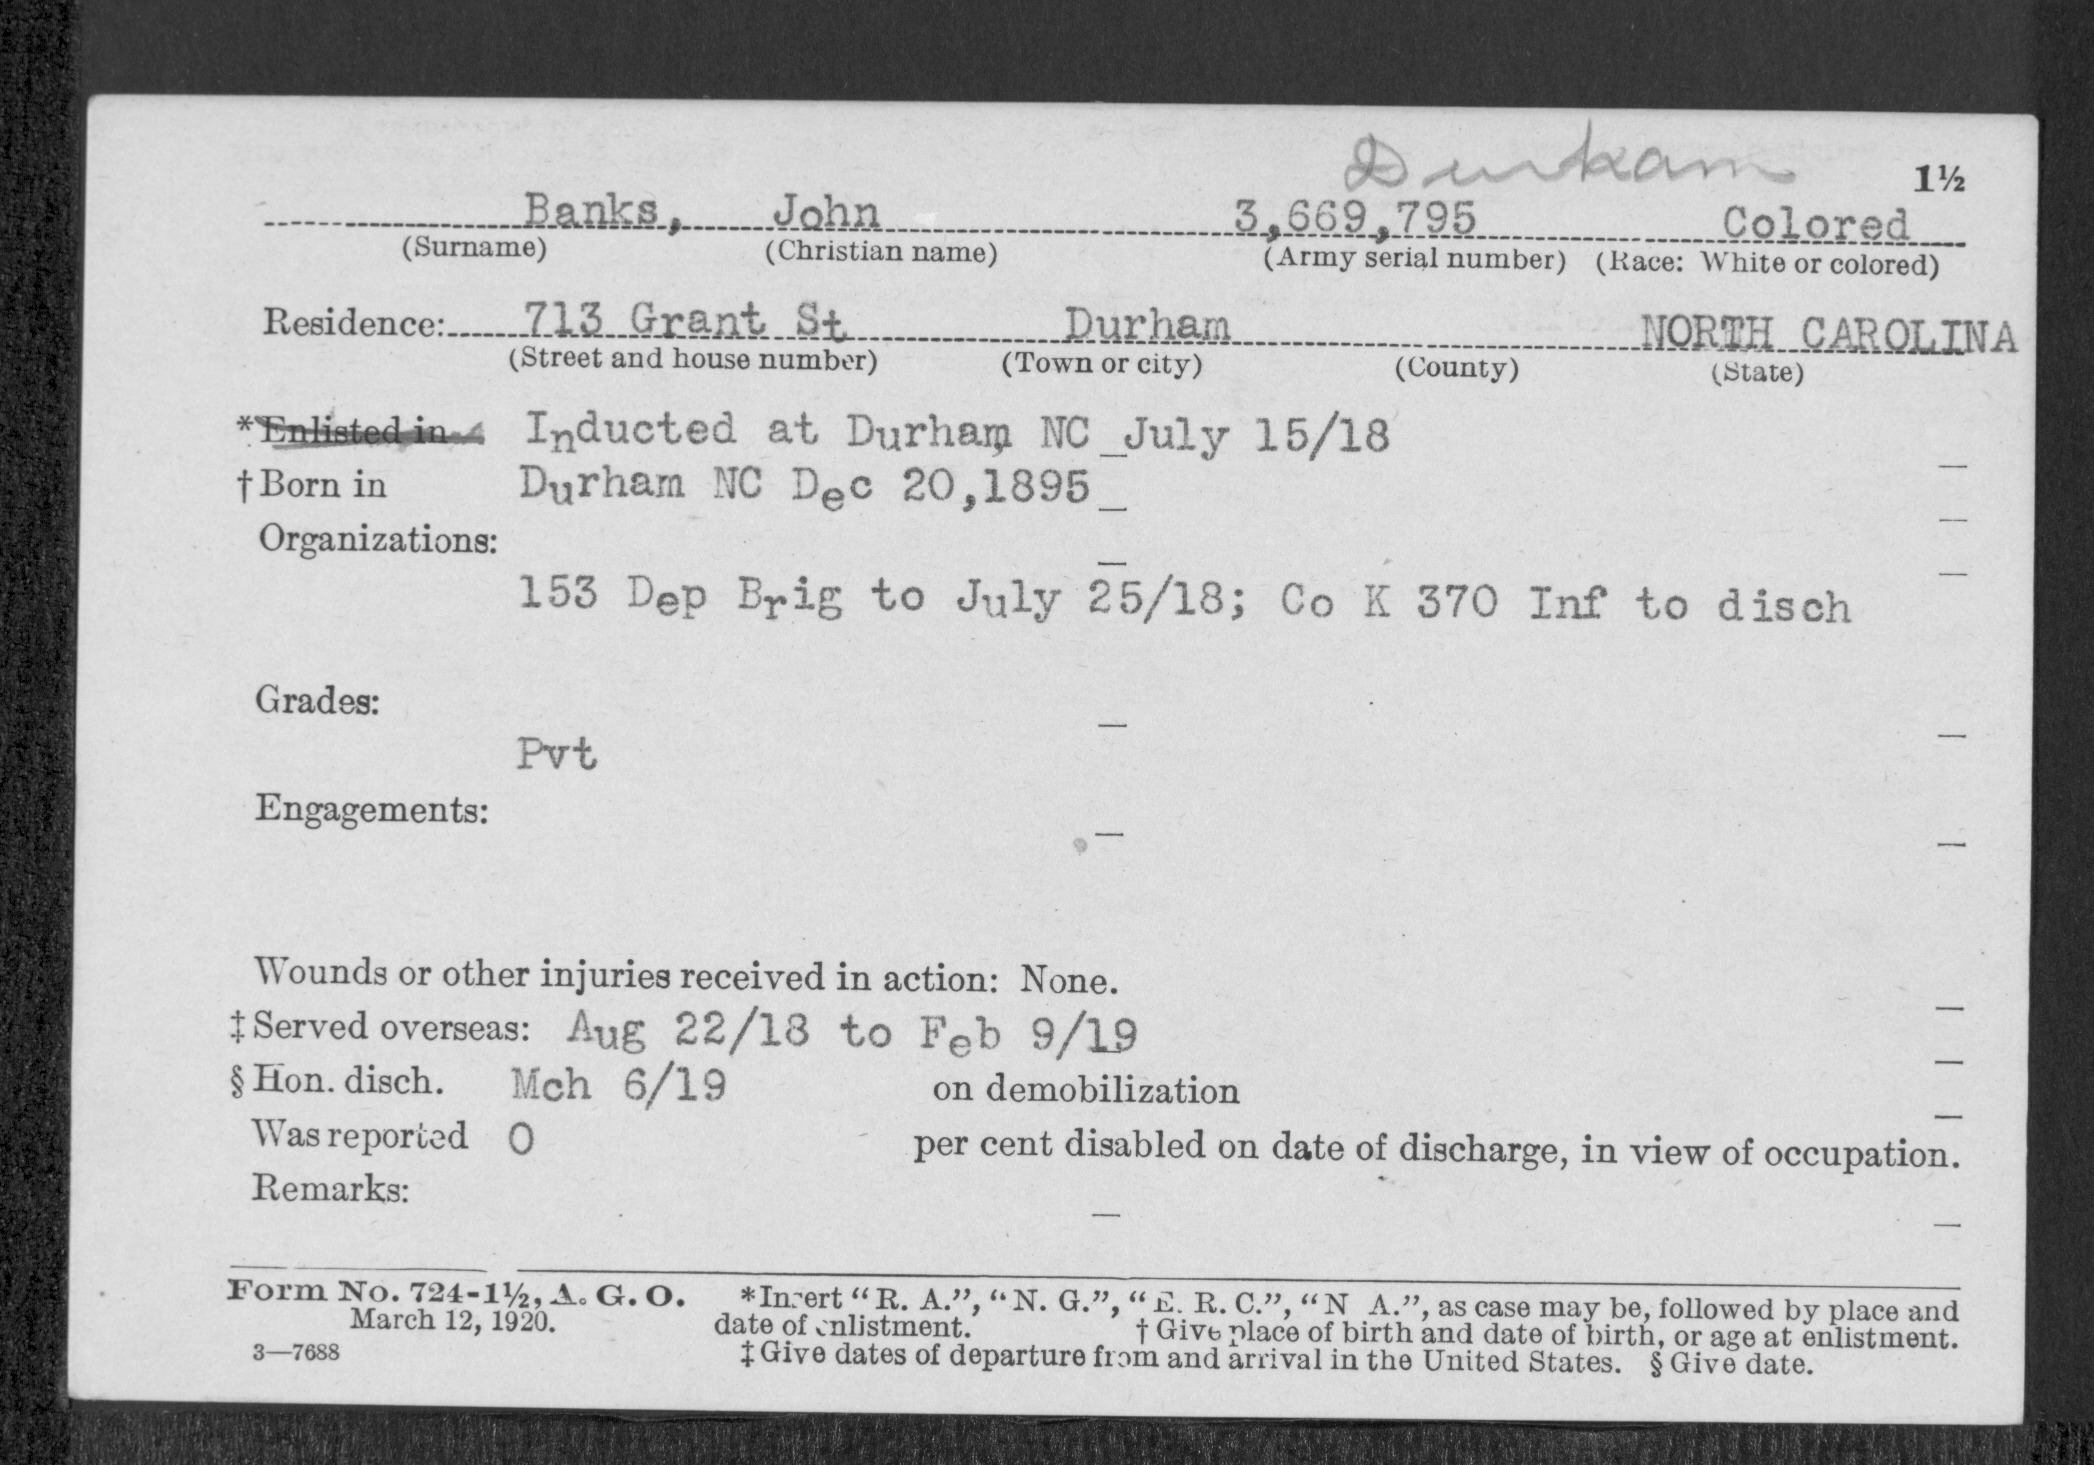 Durham
1½
Banks, John 3,669,795 Colored
(Surname) (Christian name) (Army serial number) (Race: White or colored)
Residence: 713 Grant St Durham NORTH CAROLINA
(Street and house number) (Town or city) (County) (State)
*Enlisted in Inducted at Durham NC July 15/18
†Born in Durham NC Dec 20,1895
Organizations:
153 Dep Brig to July 25/18; Co K 370 Inf to disch
Grades:
Pvt
Engagements:
Wounds or other injuries received in action: None.
‡Served overseas: Aug 22/18 to Feb 9/19
§Hon. disch. Mch 6/19 on demobilization
Was reported 0 per cent disabled on date of discharge, in view of occupation.
Remarks:
Form No. 724-1½, A. G. O. *Insert "R. A.", "N. G.", "E. R. C.", "N A.", as case may be, followed by place and
March 12, 1920. date of enlistment. †Give place of birth and date of birth, or age at enlistment.
3—7688 ‡Give dates of departure from and arrival in the United States. §Give date.